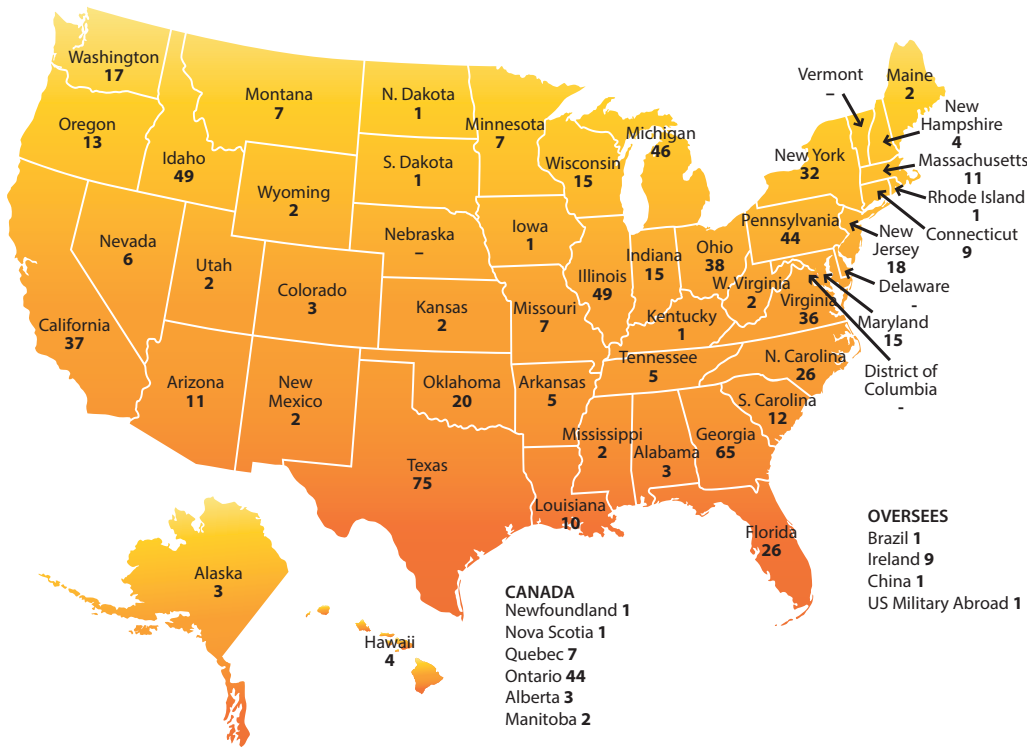 Washington
17
Oregon
13
Idaho
49
Montana
7
N. Dakota
1
S. Dakota
1
Wyoming
2
Nebraska
–
Nevada
6
Utah
2
Colorado
3
Kansas
2
California
37
Arizona
11
New
Mexico
2
Oklahoma
20
Texas
75
Minnesota
7
Iowa
1
Missouri
7
Arkansas
5
Louisiana
10
Wisconsin
15
Illinois
49
Michigan
46
Indiana
15
Ohio
38
Kentucky
1
Tennessee
5
Mississippi
2
Alabama
3
Georgia
65
Florida
26
S. Carolina
12
N. Carolina
26
W. Virginia
2
Virginia
36
Pennsylvania
44
New York
32
Vermont
–
Maine
2
New
Hampshire
4
Massachusetts
11
Rhode Island
1
Connecticut
9
New
Jersey
18
Delaware
-
Maryland
15
District of
Columbia
-
Alaska
3
Hawaii
4
CANADA
Newfoundland 1
Nova Scotia 1
Quebec 7
Ontario 44
Alberta 3
Manitoba 2
OVERSEES
Brazil 1
Ireland 9
China 1
US Military Abroad 1